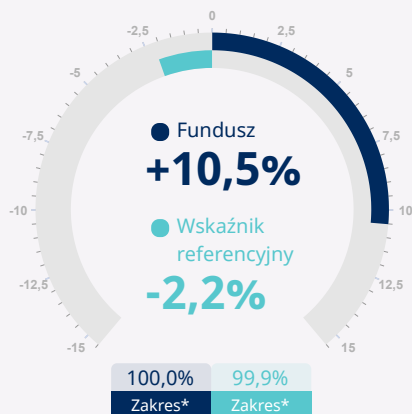 0
-2,5 2,5
-5 5
-7,5 7,5
-10 10
-12,5 12,5
-15 15
Fundusz
+10,5%
Wskaźnik
referencyjny
-2,2%
100,0% 99,9%
Zakres* Zakres*